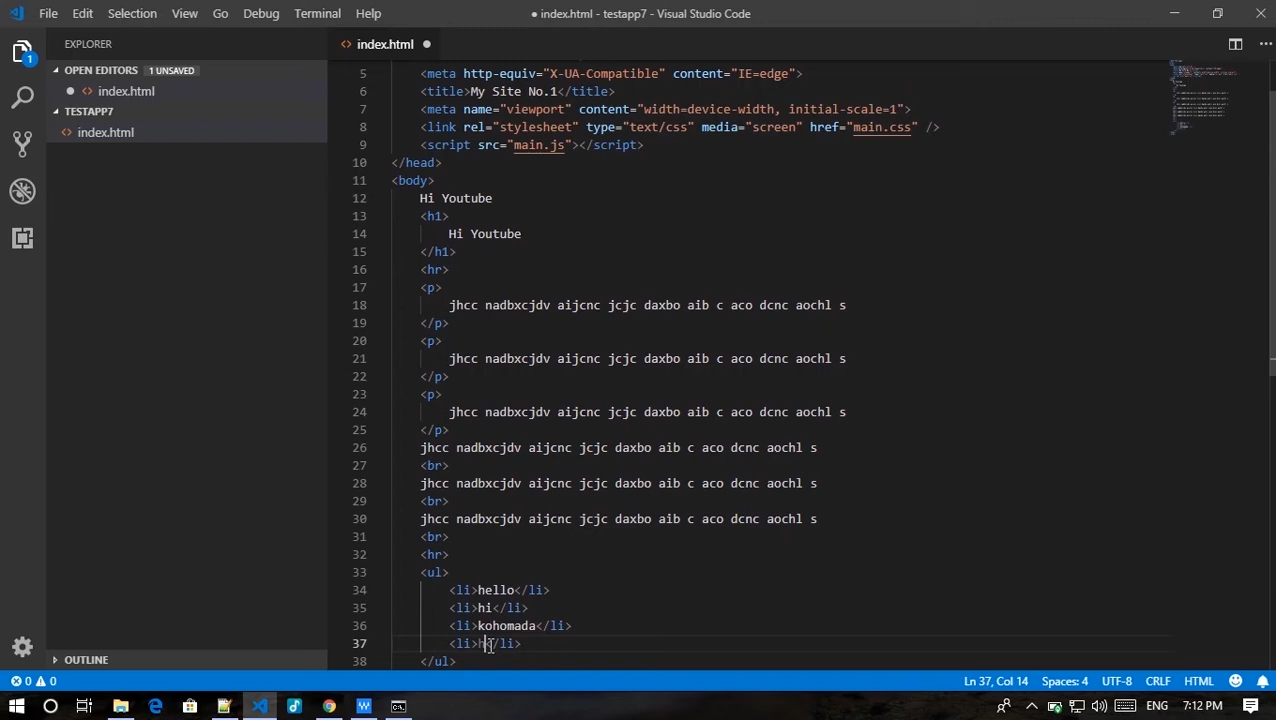 File Edit Selection View Go Debug Terminal Help
● index.html - testapp7 - Visual Studio Code
EXPLORER
OPEN EDITORS 1 UNSAVED
index.html
TESTAPP7
index.html
OUTLINE
1
index.html
5 <meta http-equiv="X-UA-Compatible" content="IE=edge">
6 <title>My Site No.1</title>
7 <meta name="viewport" content="width=device-width, initial-scale=1">
8 <link rel="stylesheet" type="text/css" media="screen" href="main.css" />
9 <script src="main.js"></script>
10 </head>
11 <body>
12 Hi Youtube
13 <h1>
14 Hi Youtube
15 </h1>
16 <hr>
17 <p>
18 jhcc nadbxcjdv aijcnc jcjc daxbo aib c aco dcnc aochl s
19 </p>
20 <p>
21 jhcc nadbxcjdv aijcnc jcjc daxbo aib c aco dcnc aochl s
22 </p>
23 <p>
24 jhcc nadbxcjdv aijcnc jcjc daxbo aib c aco dcnc aochl s
25 </p>
26 jhcc nadbxcjdv aijcnc jcjc daxbo aib c aco dcnc aochl s
27 <br>
28 jhcc nadbxcjdv aijcnc jcjc daxbo aib c aco dcnc aochl s
29 <br>
30 jhcc nadbxcjdv aijcnc jcjc daxbo aib c aco dcnc aochl s
31 <br>
32 <hr>
33 <ul>
34 <li>hello</li>
35 <li>hi</li>
36 <li>kohomada</li>
37 <li>h</li>
38 </ul>
0 0
Ln 37, Col 14 Spaces: 4 UTF-8 CRLF HTML
ENG 7:12 PM